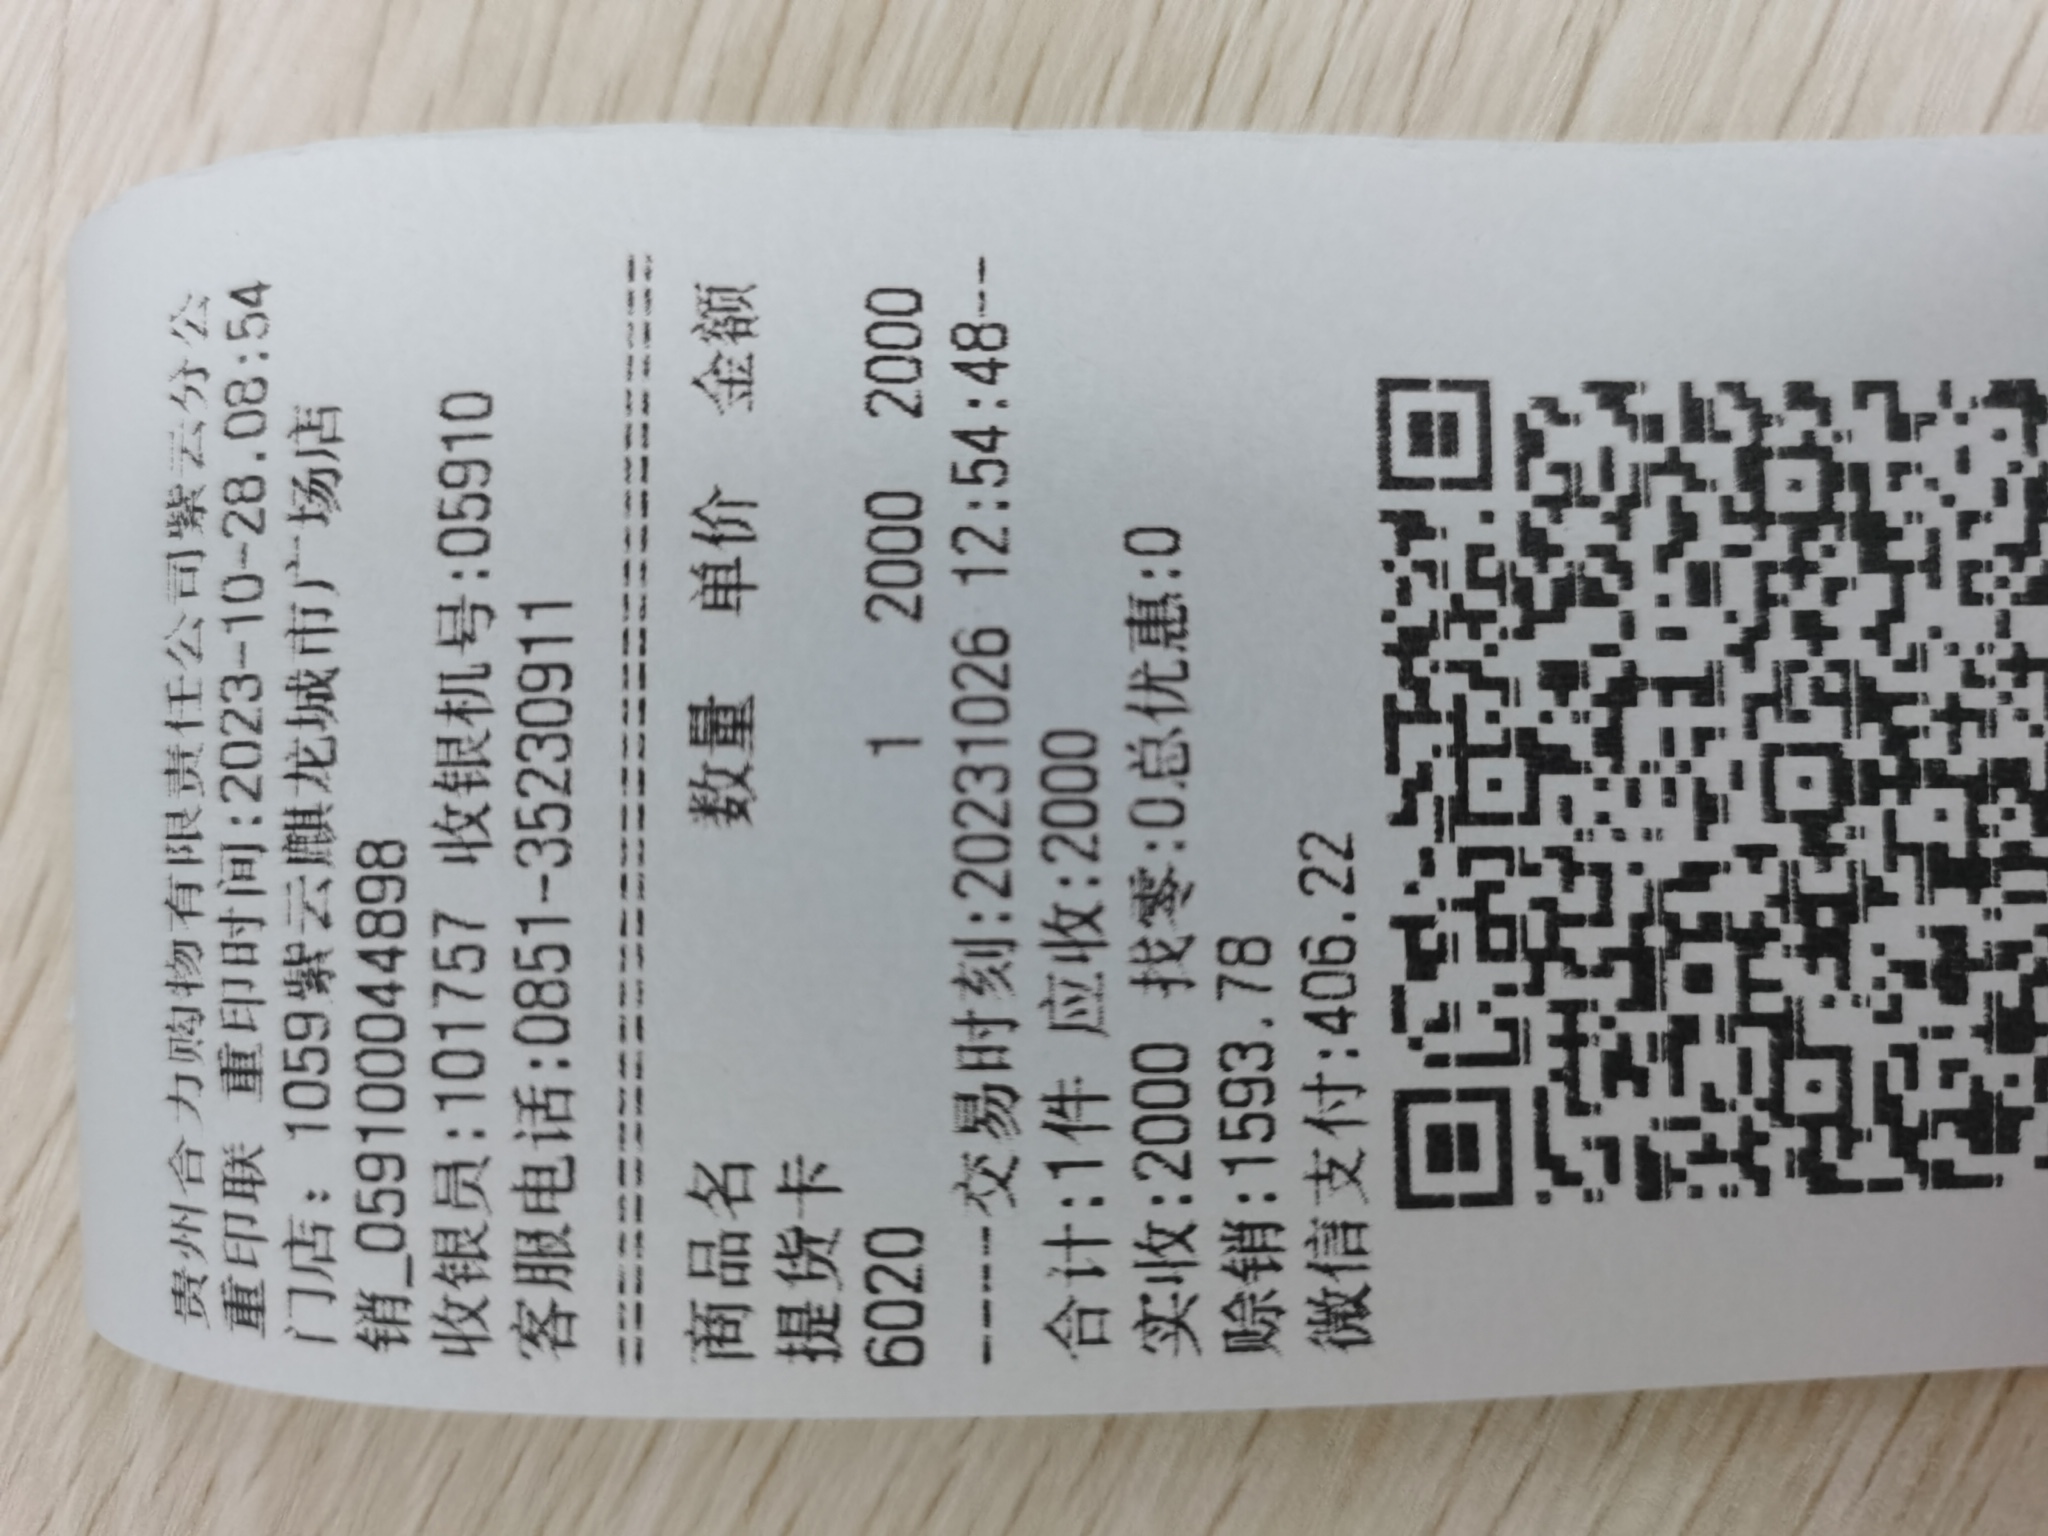 贵州合力购物有限责任公司紫云分公
重印联 重印时间:2023-10-28.08:54
门店: 1059紫云麒龙城市广场店
销_059100044898
收银员:101757 收银机号:05910
客服电话:0851-35230911
================================
商品名 数量 单价 金额
提货卡
6020 1 2000 2000
-----交易时刻:20231026 12:54:48---
合计:1件 应收:2000
实收:2000 找零:0总优惠:0
赊销:1593.78
微信支付:406.22